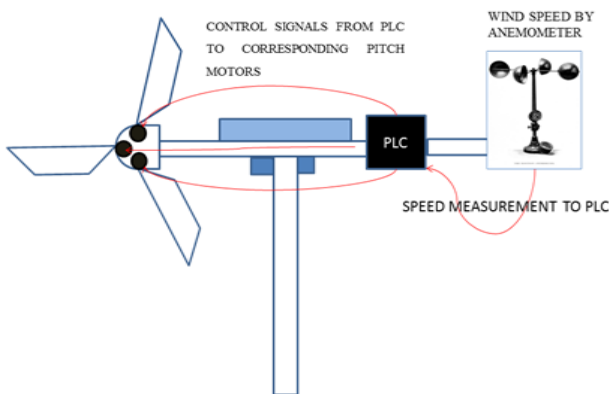 CONTROL SIGNALS FROM PLC
TO CORRESPONDING PITCH
MOTORS
WIND SPEED BY
ANEMOMETER
PLC
SPEED MEASUREMENT TO PLC